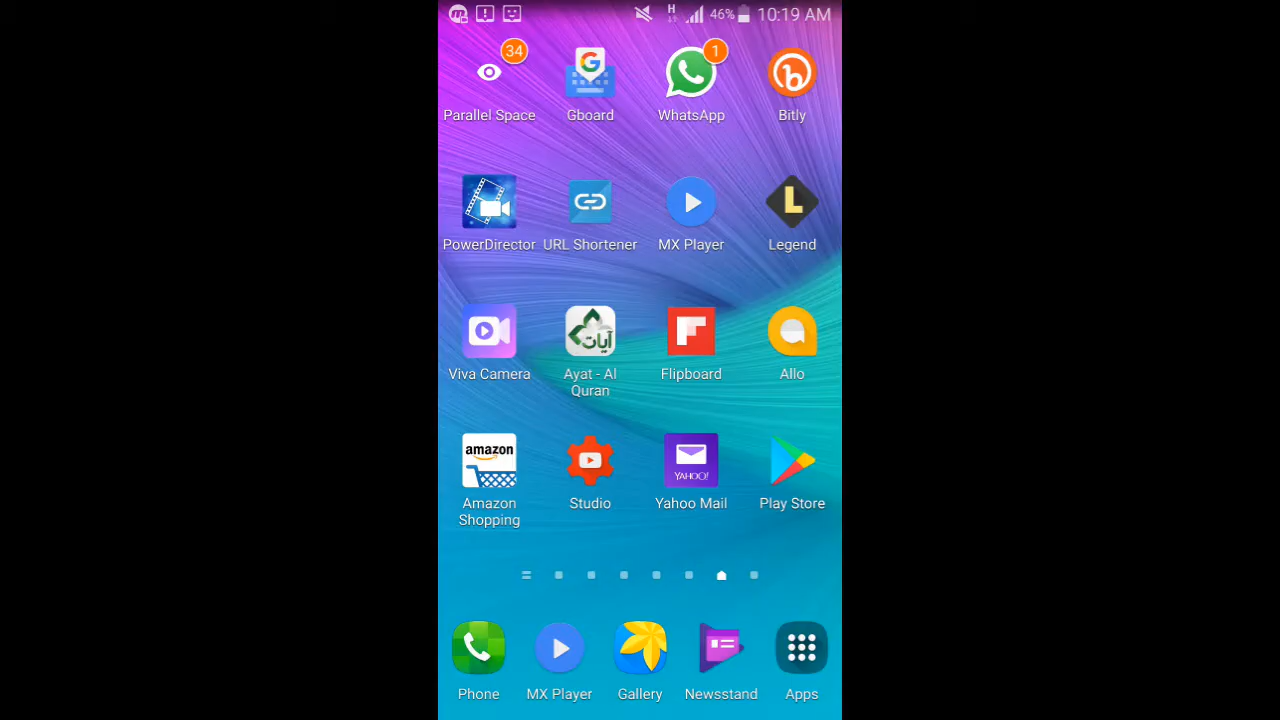 H 46% 10:19 AM
34 1
Parallel Space Gboard WhatsApp Bitly
L
PowerDirector URL Shortener MX Player Legend
آيات
Viva Camera Ayat - Al Quran Flipboard Allo
amazon YAHOO!
Amazon Shopping Studio Yahoo Mail Play Store
Phone MX Player Gallery Newsstand Apps